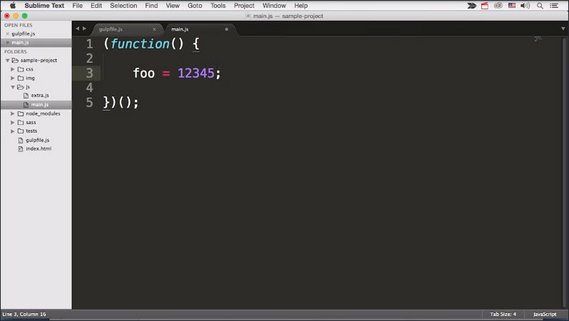 Sublime Text File Edit Selection Find View Goto Tools Project Window Help
main.js — sample-project
OPEN FILES
gulpfile.js
main.js
FOLDERS
sample-project
css
img
js
extra.js
main.js
node_modules
sass
tests
gulpfile.js
index.html
gulpfile.js main.js
1 (function() {
2
3 foo = 12345;
4
5 })();
Line 3, Column 16 Tab Size: 4 JavaScript